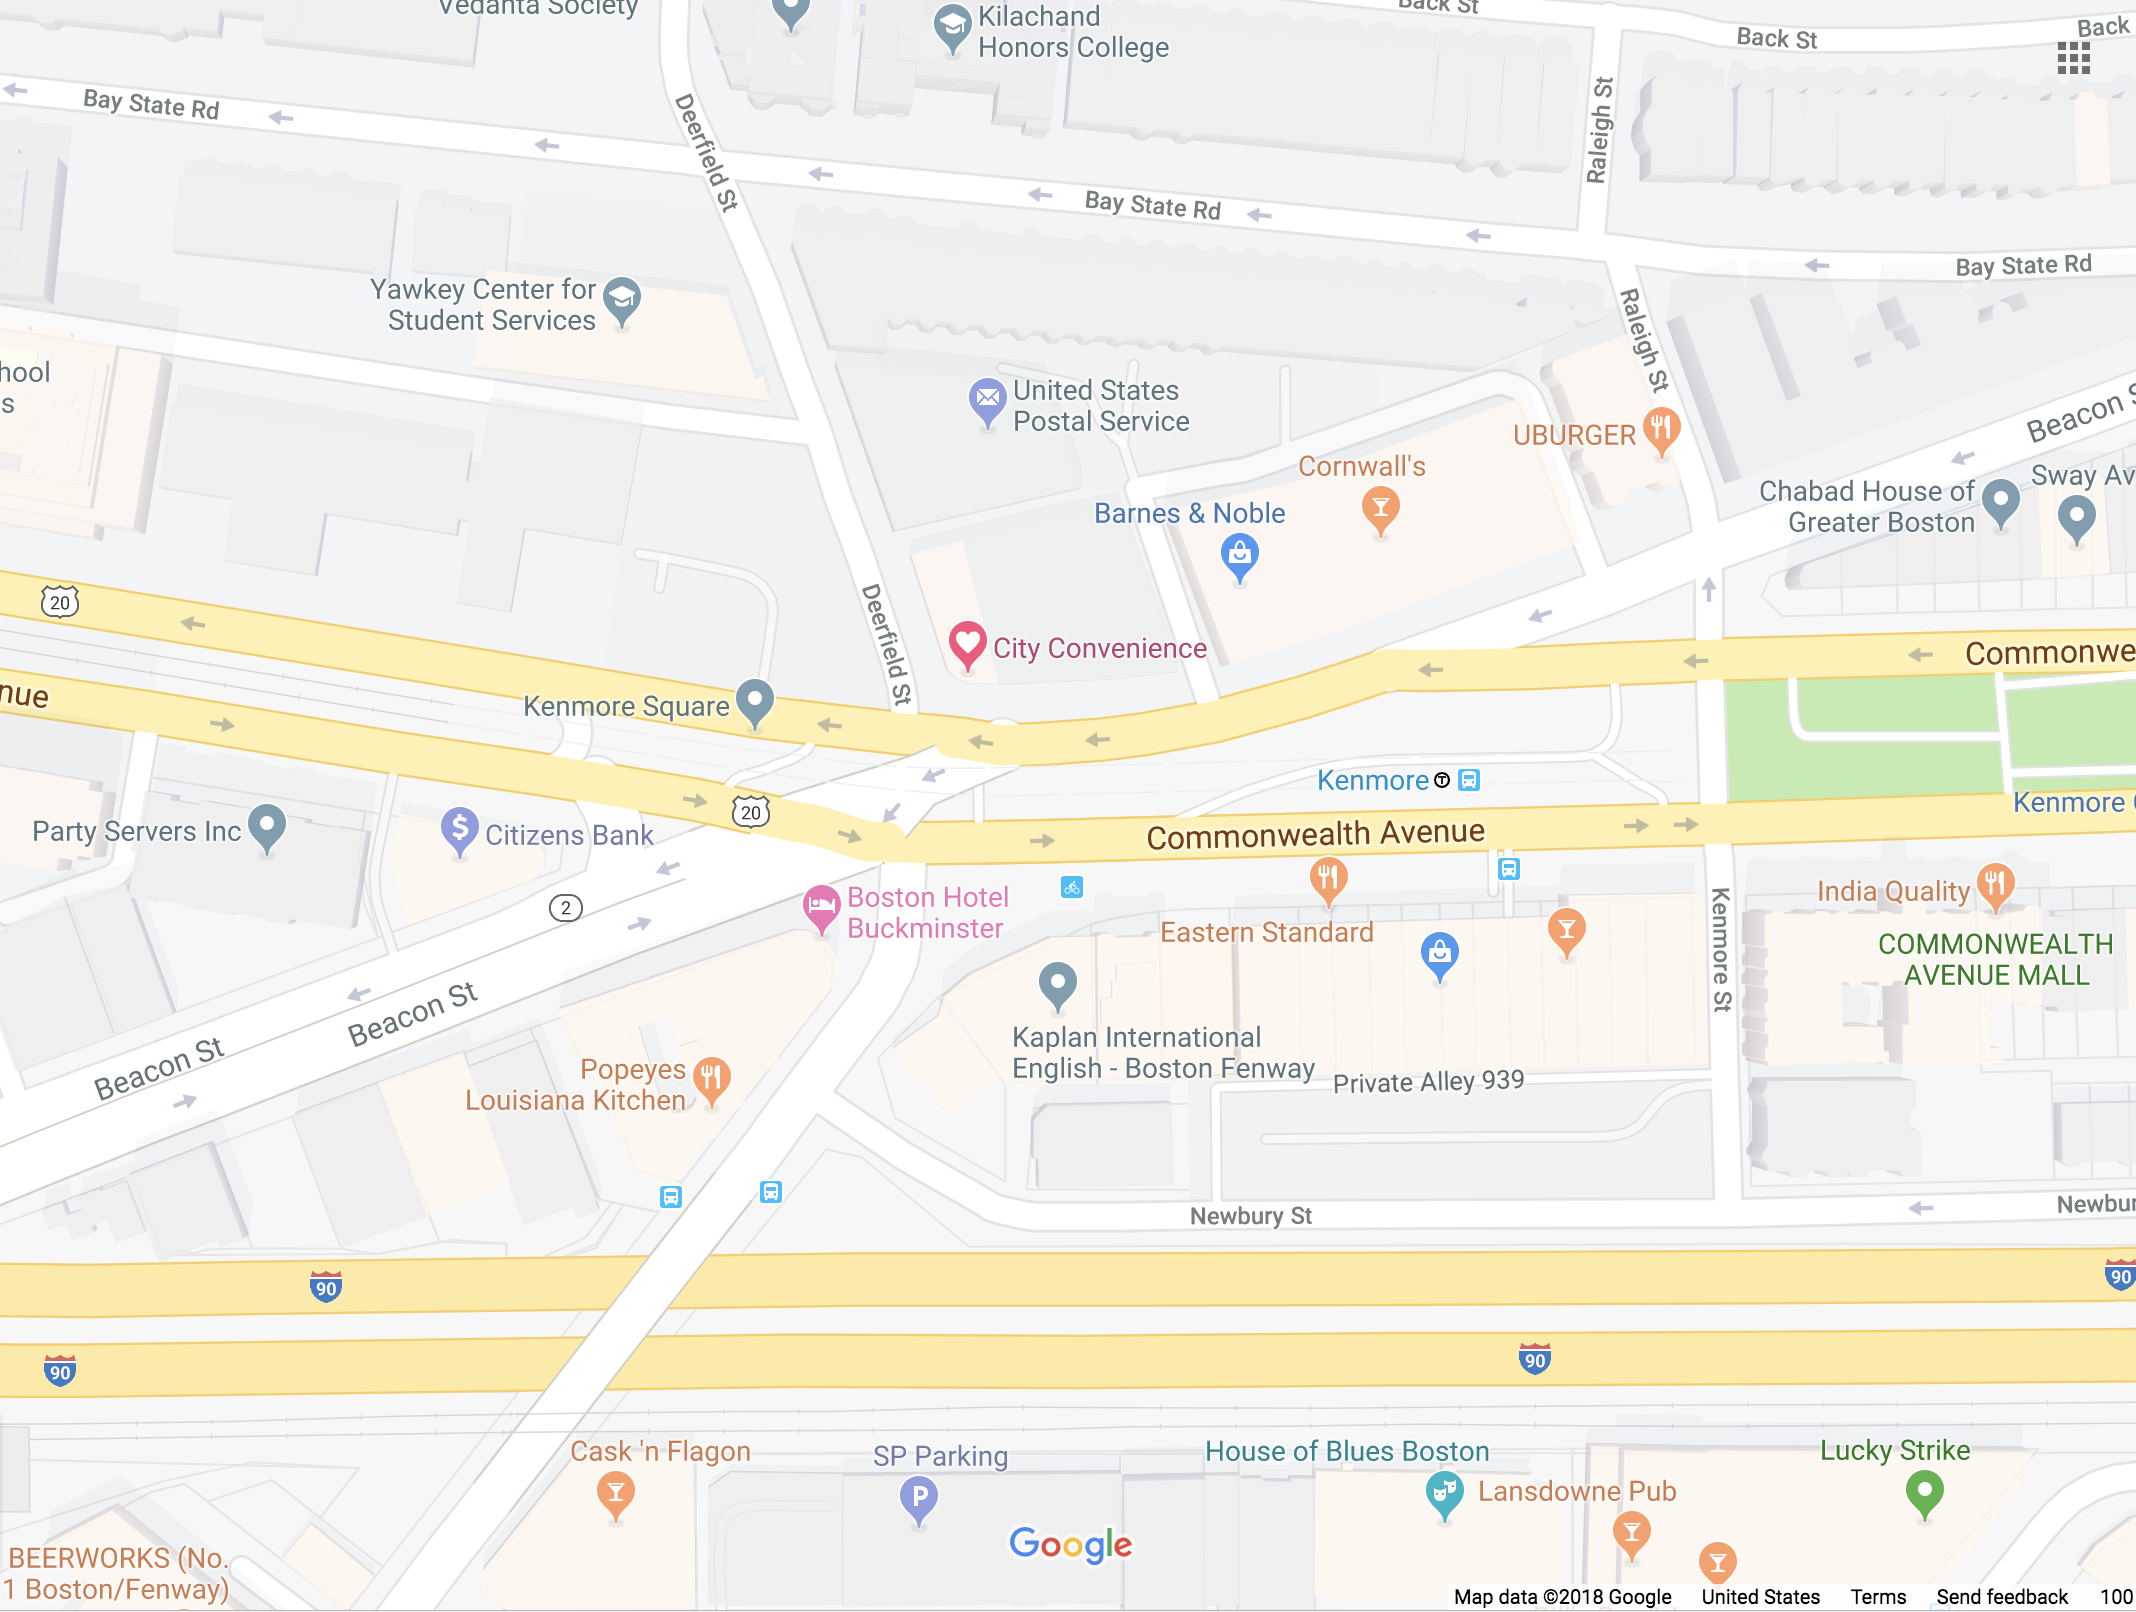 Vedanta Society
Kilachand
Honors College
Back St
Back St
Back
Bay State Rd
Deerfield St
Raleigh St
Bay State Rd
Bay State Rd
Yawkey Center for
Student Services
Raleigh St
hool
s
United States
Postal Service
UBURGER
Beacon S
Cornwall's
Sway Av
Chabad House of
Greater Boston
Barnes & Noble
20
Deerfield St
City Convenience
Commonwe
nue
Kenmore Square
Kenmore
T
20
Kenmore
Party Servers Inc
$
Citizens Bank
Commonwealth Avenue
Boston Hotel
Buckminster
2
India Quality
Eastern Standard
Kenmore St
COMMONWEALTH
AVENUE MALL
Beacon St
Beacon St
Kaplan International
English - Boston Fenway
Popeyes
Louisiana Kitchen
Private Alley 939
Newbury St
Newbur
90
90
90
90
Cask 'n Flagon
SP Parking
P
House of Blues Boston
Lansdowne Pub
Lucky Strike
BEERWORKS (No.
1 Boston/Fenway)
Google
Map data ©2018 Google United States Terms Send feedback 100